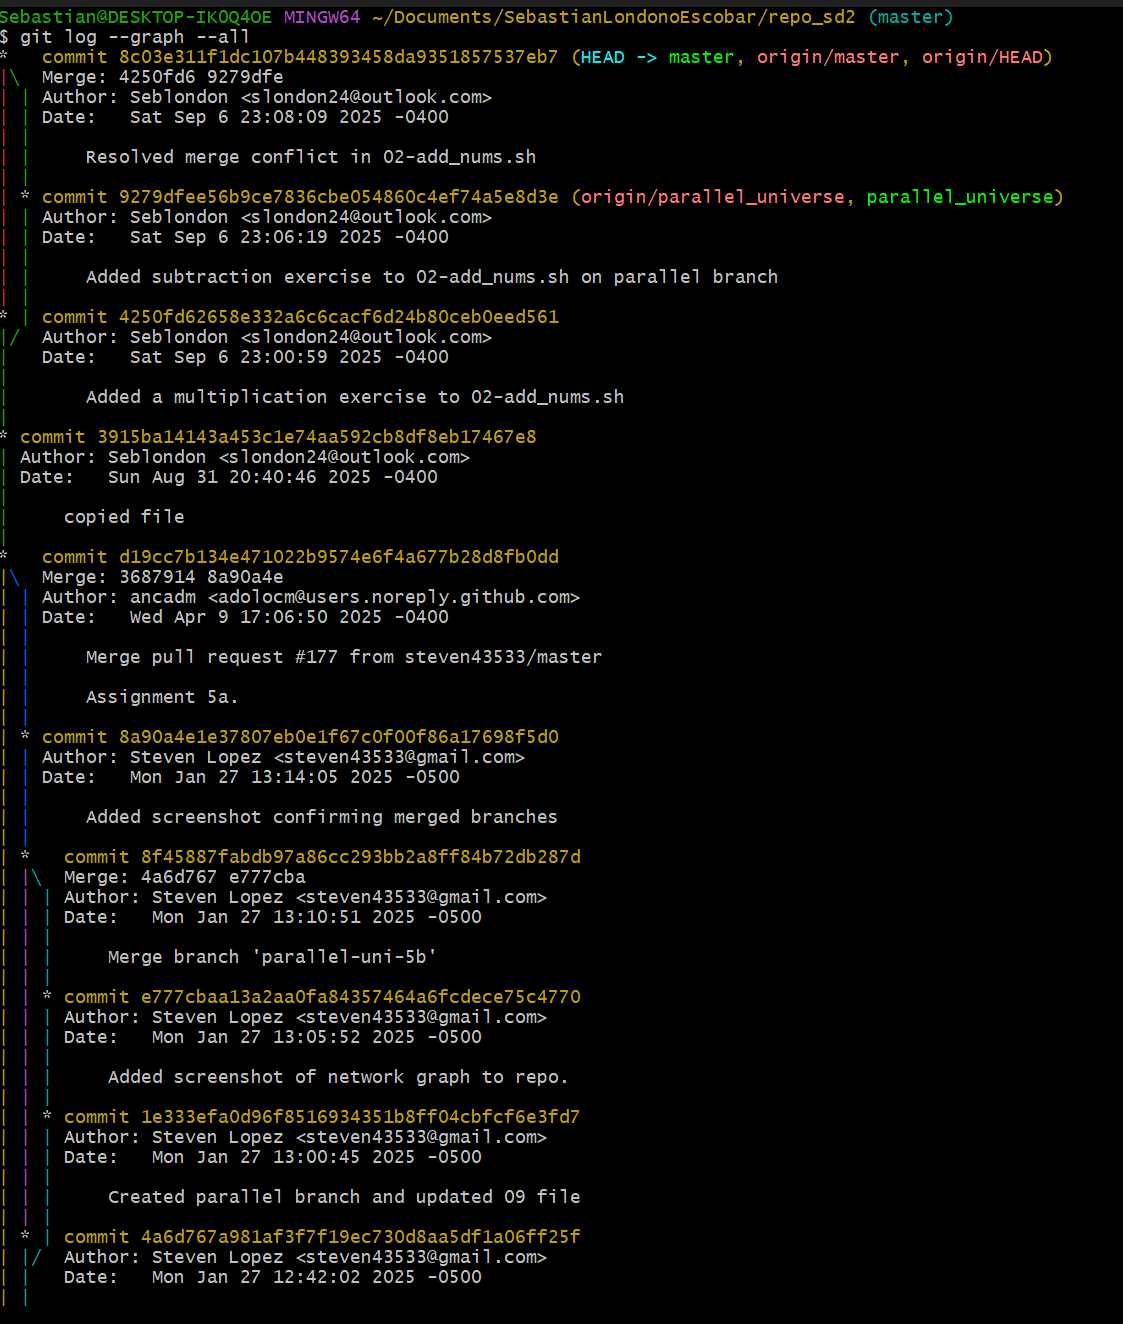 Sebastian@DESKTOP-IK0Q4OE MINGW64 ~/Documents/SebastianLondonoEscobar/repo_sd2 (master)
$ git log --graph --all
*   commit 8c03e311f1dc107b448393458da9351857537eb7 (HEAD -> master, origin/master, origin/HEAD)
|\  Merge: 4250fd6 9279dfe
| | Author: Seblondon <slondon24@outlook.com>
| | Date:   Sat Sep 6 23:08:09 2025 -0400
| |
| |     Resolved merge conflict in 02-add_nums.sh
| |
| * commit 9279dfee56b9ce7836cbe054860c4ef74a5e8d3e (origin/parallel_universe, parallel_universe)
| | Author: Seblondon <slondon24@outlook.com>
| | Date:   Sat Sep 6 23:06:19 2025 -0400
| |
| |     Added subtraction exercise to 02-add_nums.sh on parallel branch
| |
* | commit 4250fd62658e332a6c6cacf6d24b80ceb0eed561
|/  Author: Seblondon <slondon24@outlook.com>
|   Date:   Sat Sep 6 23:00:59 2025 -0400
|
|       Added a multiplication exercise to 02-add_nums.sh
|
* commit 3915ba14143a453c1e74aa592cb8df8eb17467e8
| Author: Seblondon <slondon24@outlook.com>
| Date:   Sun Aug 31 20:40:46 2025 -0400
|
|     copied file
|
*   commit d19cc7b134e471022b9574e6f4a677b28d8fb0dd
|\  Merge: 3687914 8a90a4e
| | Author: ancadm <adolocm@users.noreply.github.com>
| | Date:   Wed Apr 9 17:06:50 2025 -0400
| |
| |     Merge pull request #177 from steven43533/master
| |
| |     Assignment 5a.
| |
| * commit 8a90a4e1e37807eb0e1f67c0f00f86a17698f5d0
| | Author: Steven Lopez <steven43533@gmail.com>
| | Date:   Mon Jan 27 13:14:05 2025 -0500
| |
| |     Added screenshot confirming merged branches
| |
| *   commit 8f45887fabdb97a86cc293bb2a8ff84b72db287d
| |\  Merge: 4a6d767 e777cba
| | | Author: Steven Lopez <steven43533@gmail.com>
| | | Date:   Mon Jan 27 13:10:51 2025 -0500
| | |
| | |     Merge branch 'parallel-uni-5b'
| | |
| | * commit e777cbaa13a2aa0fa84357464a6fcdece75c4770
| | | Author: Steven Lopez <steven43533@gmail.com>
| | | Date:   Mon Jan 27 13:05:52 2025 -0500
| | |
| | |     Added screenshot of network graph to repo.
| | |
| | * commit 1e333efa0d96f8516934351b8ff04cbfcf6e3fd7
| | | Author: Steven Lopez <steven43533@gmail.com>
| | | Date:   Mon Jan 27 13:00:45 2025 -0500
| | |
| | |     Created parallel branch and updated 09 file
| | |
| * | commit 4a6d767a981af3f7f19ec730d8aa5df1a06ff25f
| |/  Author: Steven Lopez <steven43533@gmail.com>
| |   Date:   Mon Jan 27 12:42:02 2025 -0500
| |